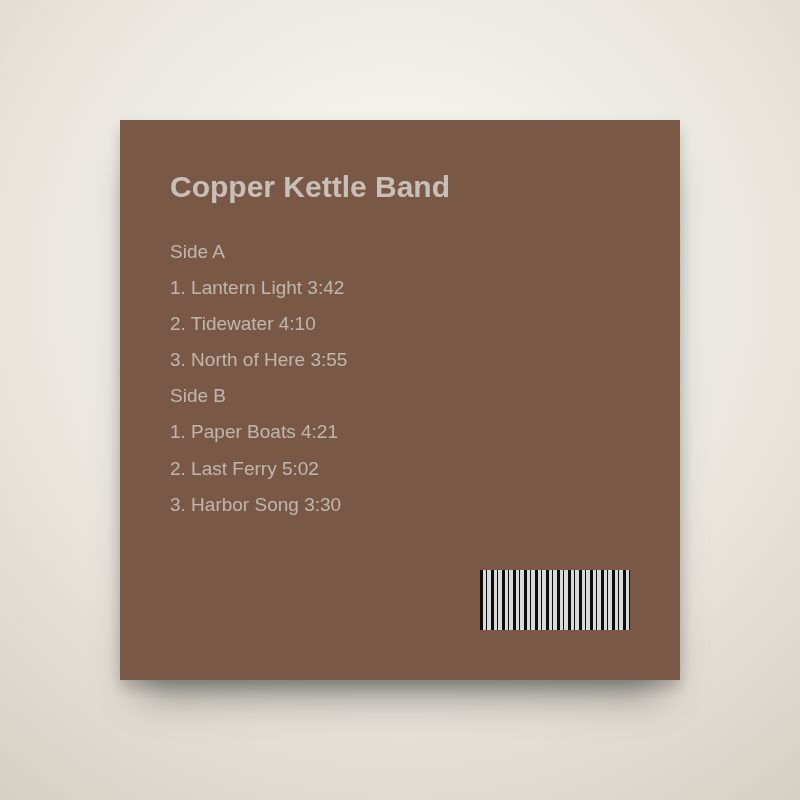 Copper Kettle Band
Side A
1. Lantern Light 3:42
2. Tidewater 4:10
3. North of Here 3:55
Side B
1. Paper Boats 4:21
2. Last Ferry 5:02
3. Harbor Song 3:30